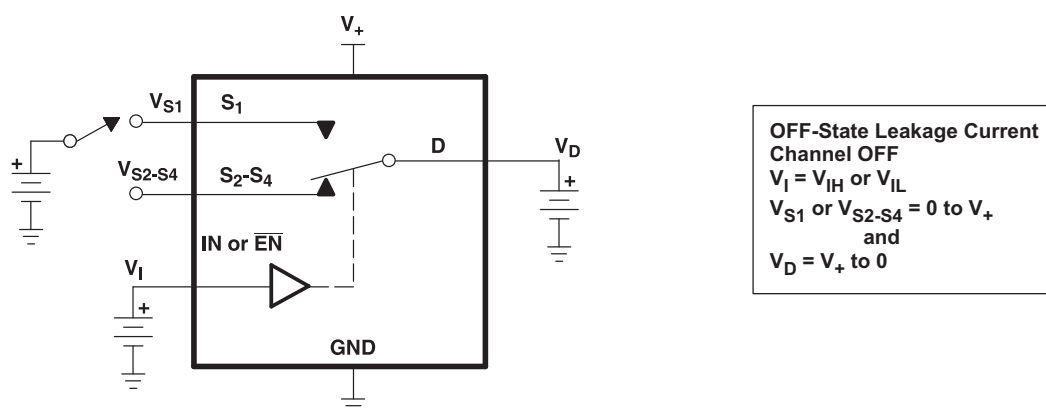 V+
VS1 S1
+
VS2-S4 S2-S4
D VD
+
IN or EN
VI
+
GND
OFF-State Leakage Current
Channel OFF
VI = VIH or VIL
VS1 or VS2-S4 = 0 to V+
and
VD = V+ to 0